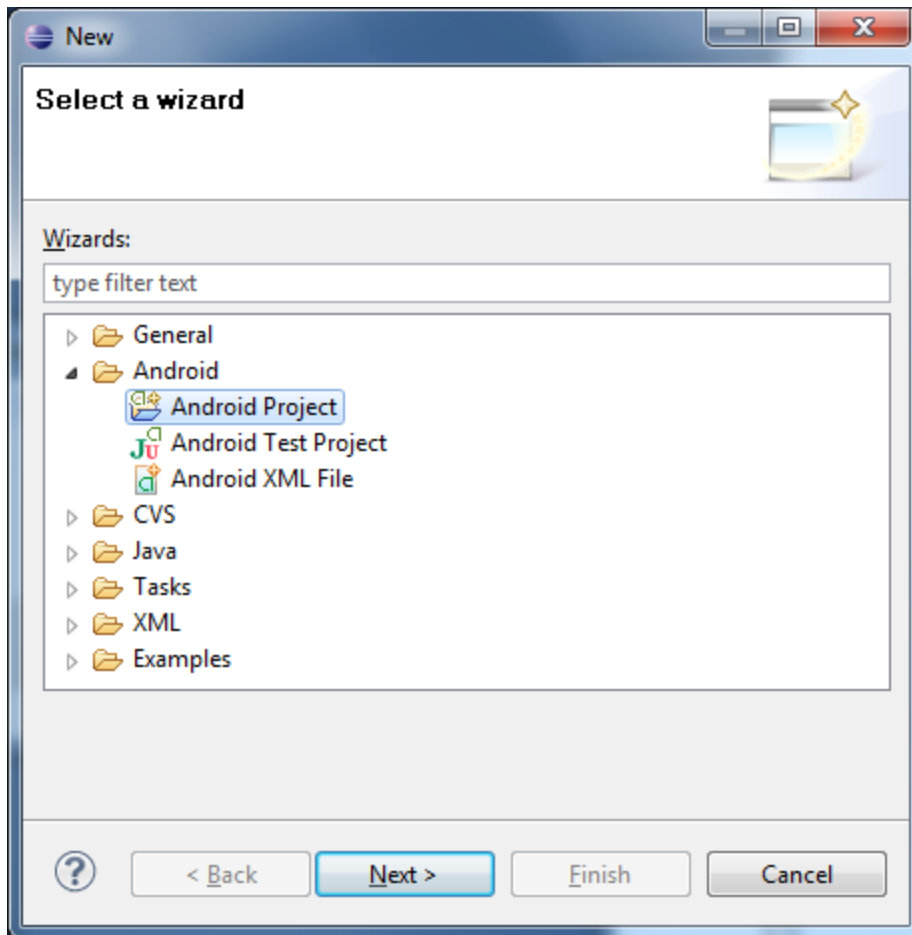 New
Select a wizard
Wizards:
type filter text
General
Android
Android Project
Android Test Project
Android XML File
CVS
Java
Tasks
XML
Examples
? < Back Next > Finish Cancel